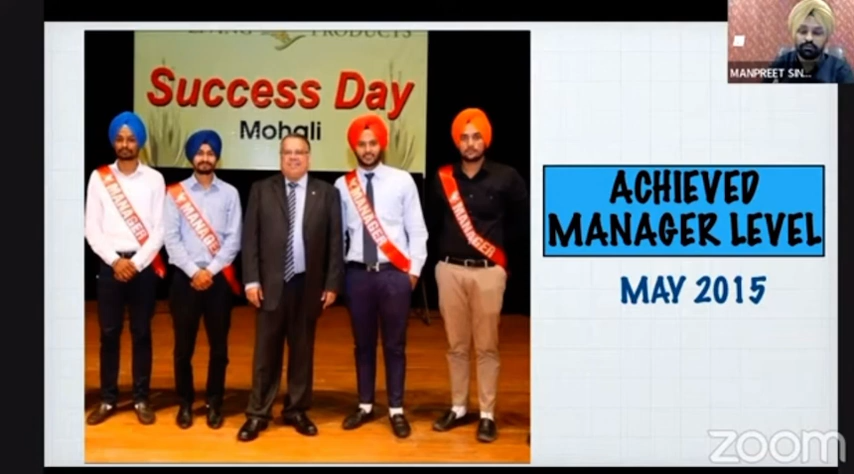 PRODUCTS
Success Day
Mohali
MANAGER
MANAGER
MANAGER
MANAGER
ACHIEVED
MANAGER LEVEL
MAY 2015
MANPREET SIN...
zoom